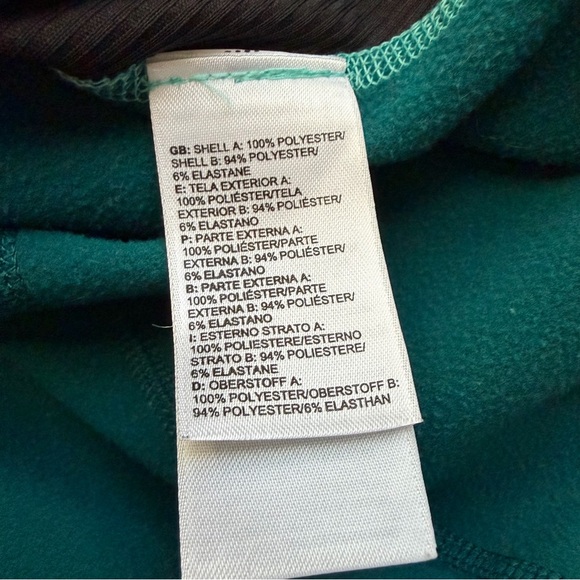 GB: SHELL A: 100% POLYESTER/
SHELL B: 94% POLYESTER/
6% ELASTANE
E: TELA EXTERIOR A:
100% POLIÉSTER/TELA
EXTERIOR B: 94% POLIÉSTER/
6% ELASTANO
P: PARTE EXTERNA A:
100% POLIÉSTER/PARTE
EXTERNA B: 94% POLIÉSTER/
6% ELASTANO
B: PARTE EXTERNA A:
100% POLIÉSTER/PARTE
EXTERNA B: 94% POLIÉSTER/
6% ELASTANO
I: ESTERNO STRATO A:
100% POLIESTERE/ESTERNO
STRATO B: 94% POLIESTERE/
6% ELASTANE
D: OBERSTOFF A:
100% POLYESTER/OBERSTOFF B:
94% POLYESTER/6% ELASTHAN